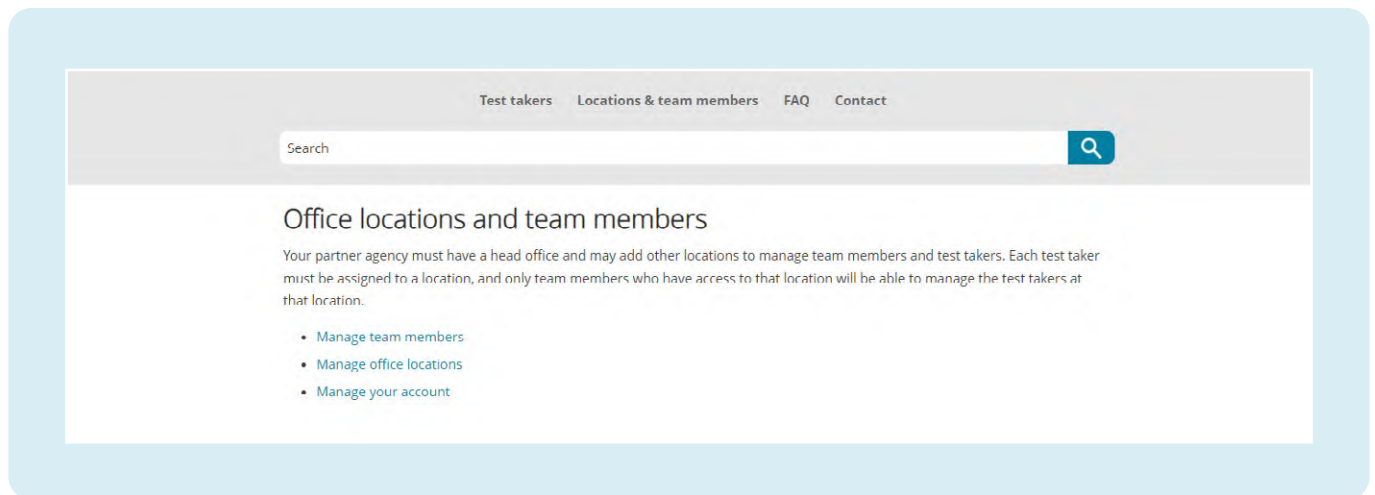 Test takers Locations & team members FAQ Contact
Search
Office locations and team members
Your partner agency must have a head office and may add other locations to manage team members and test takers. Each test taker
must be assigned to a location, and only team members who have access to that location will be able to manage the test takers at
that location.
• Manage team members
• Manage office locations
• Manage your account